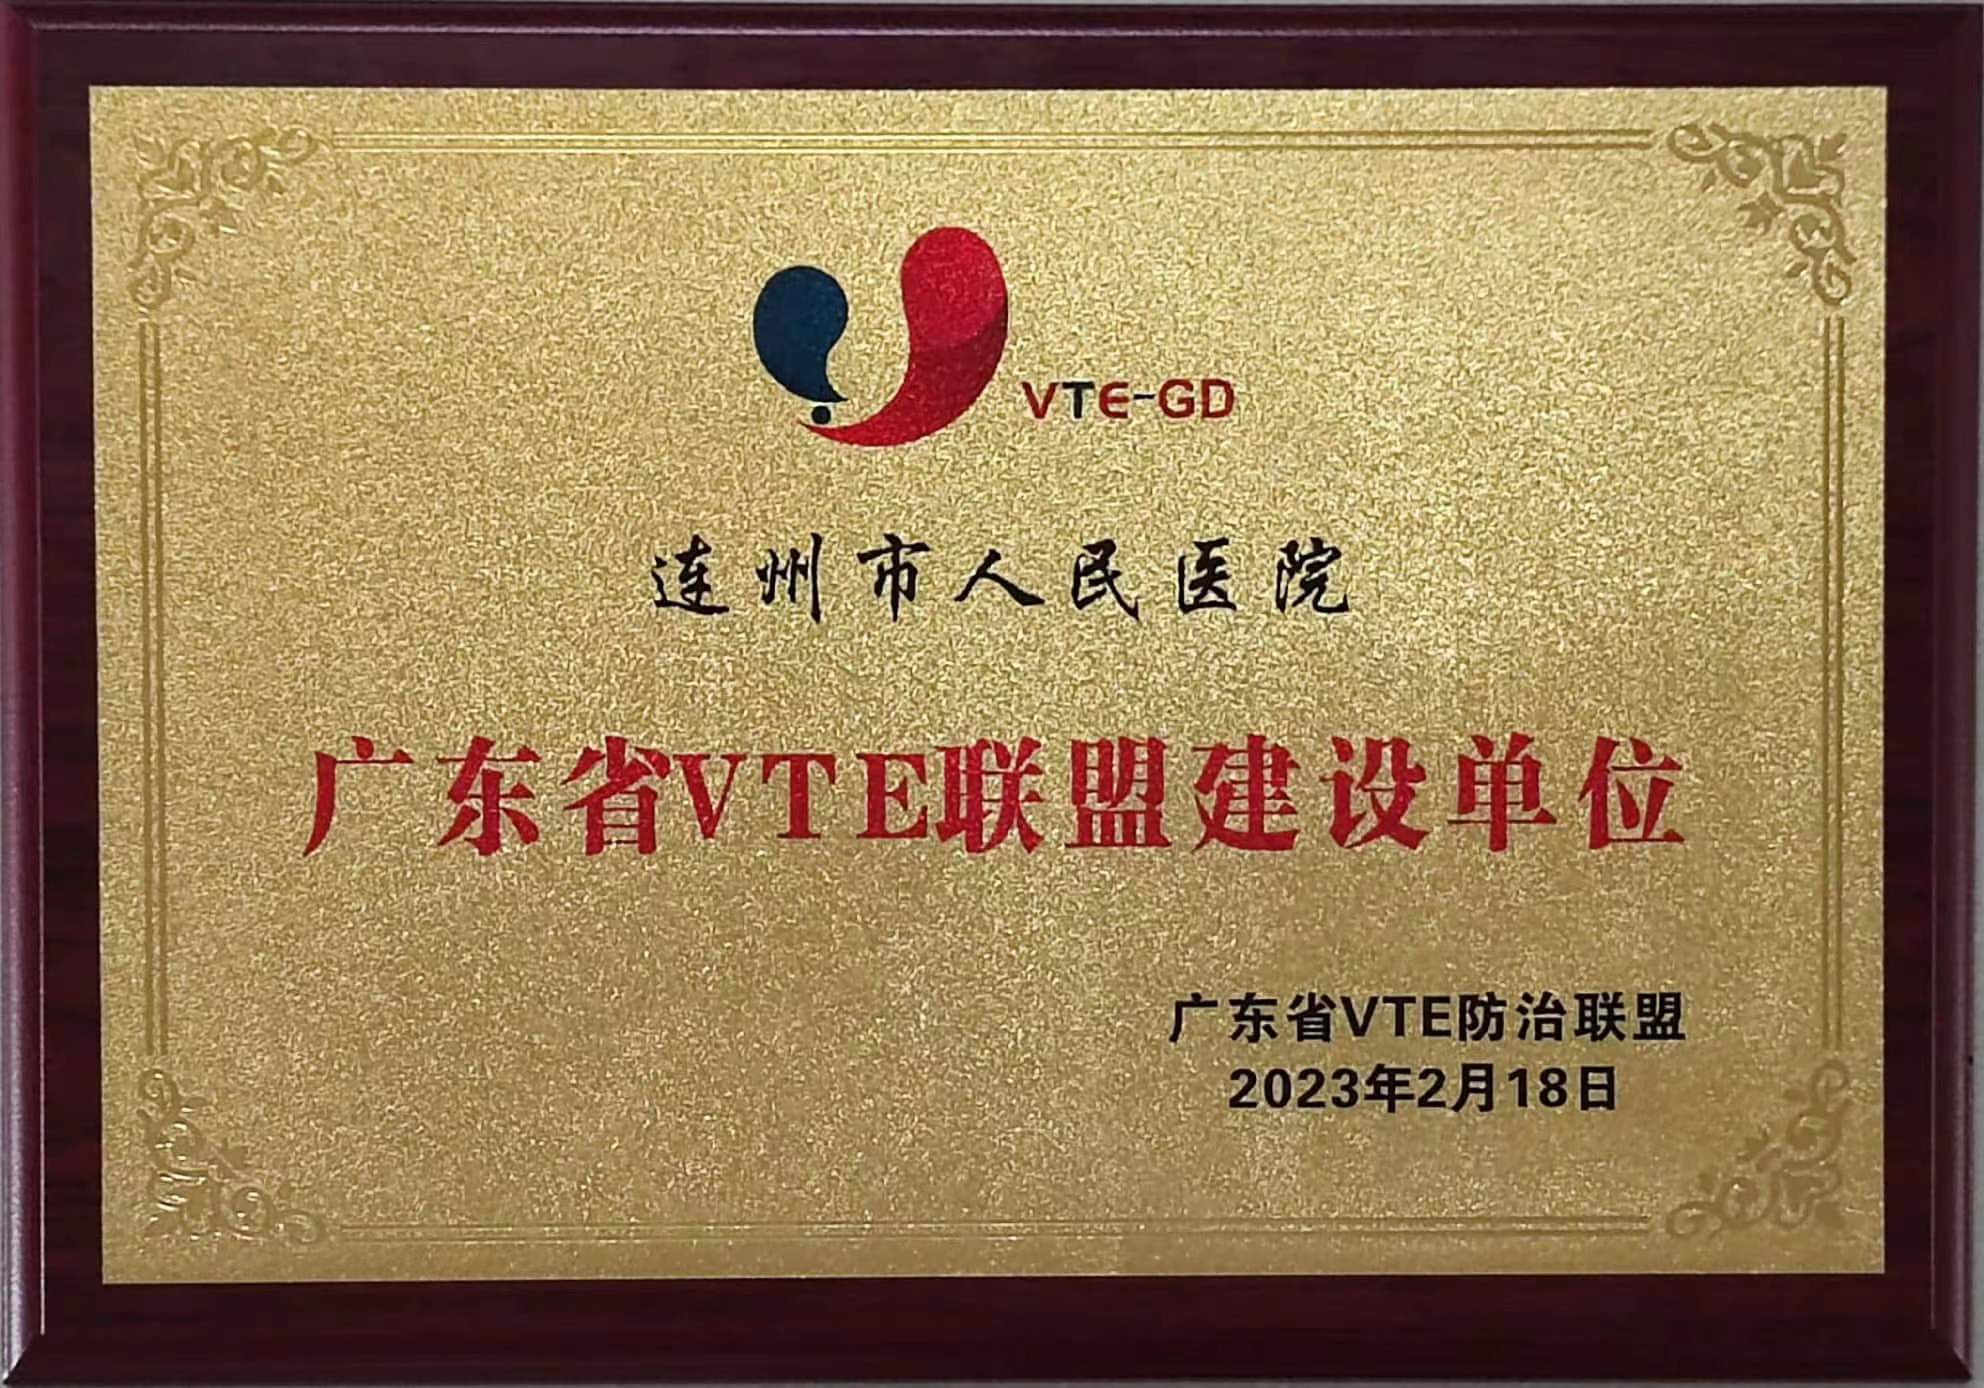 VTE-GD
连州市人民医院
广东省VTE联盟建设单位
广东省VTE防治联盟
2023年2月18日